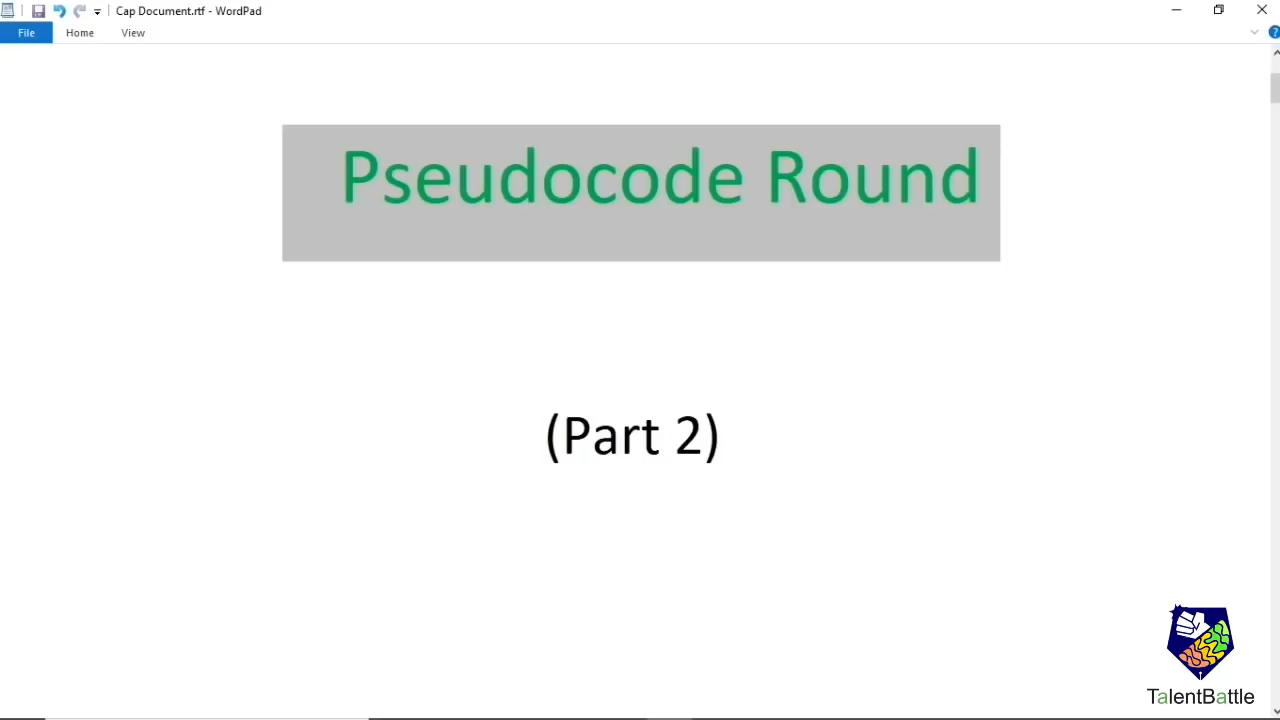 Cap Document.rtf - WordPad
File Home View
?
Pseudocode Round
(Part 2)
TalentBattle